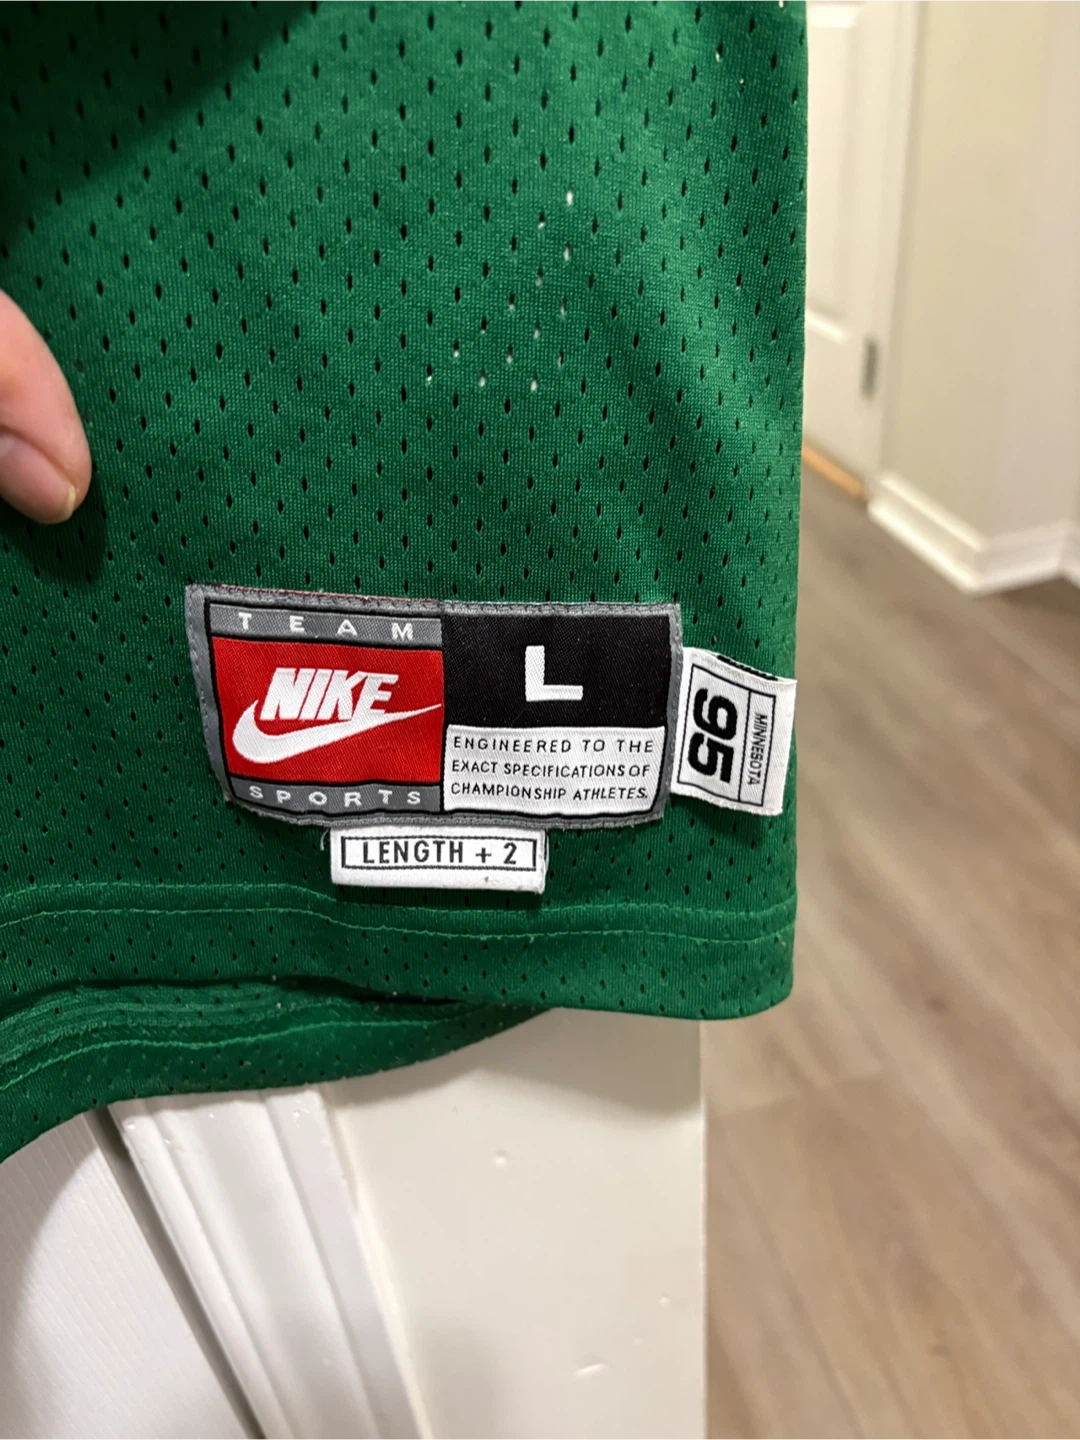 TEAM
NIKE
SPORTS
L
ENGINEERED TO THE
EXACT SPECIFICATIONS OF
CHAMPIONSHIP ATHLETES.
LENGTH + 2
95
MINNESOTA